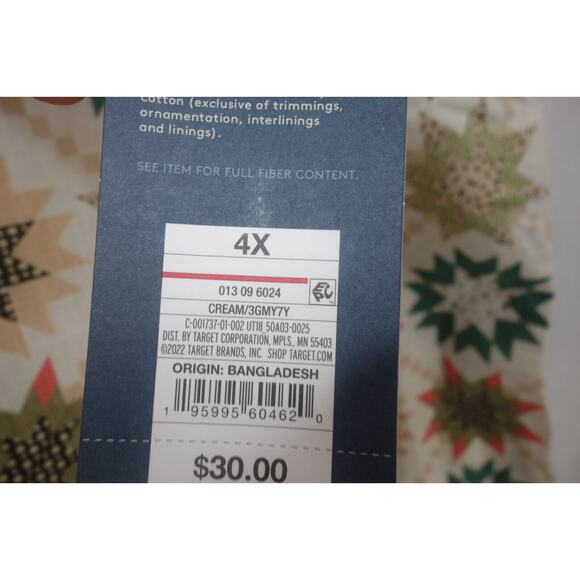 cotton (exclusive of trimmings,
ornamentation, interlinings
and linings).
SEE ITEM FOR FULL FIBER CONTENT.
4X
013 09 6024
EPC
CREAM/3GMY7Y
C-001737-01-002 UT18_50A03-0025
DIST. BY TARGET CORPORATION, MPLS., MN 55403
©2022 TARGET BRANDS, INC. SHOP TARGET.COM
ORIGIN: BANGLADESH
1 95995 60462 0
$30.00